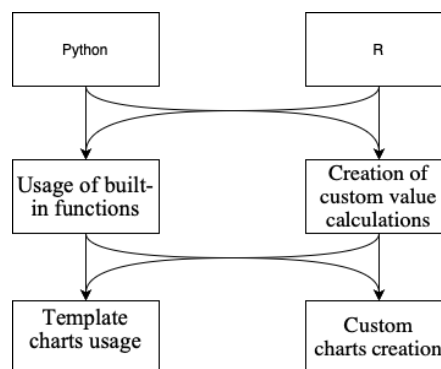 Python
R
Usage of built-
in functions
Creation of
custom value
calculations
Template
charts usage
Custom
charts creation